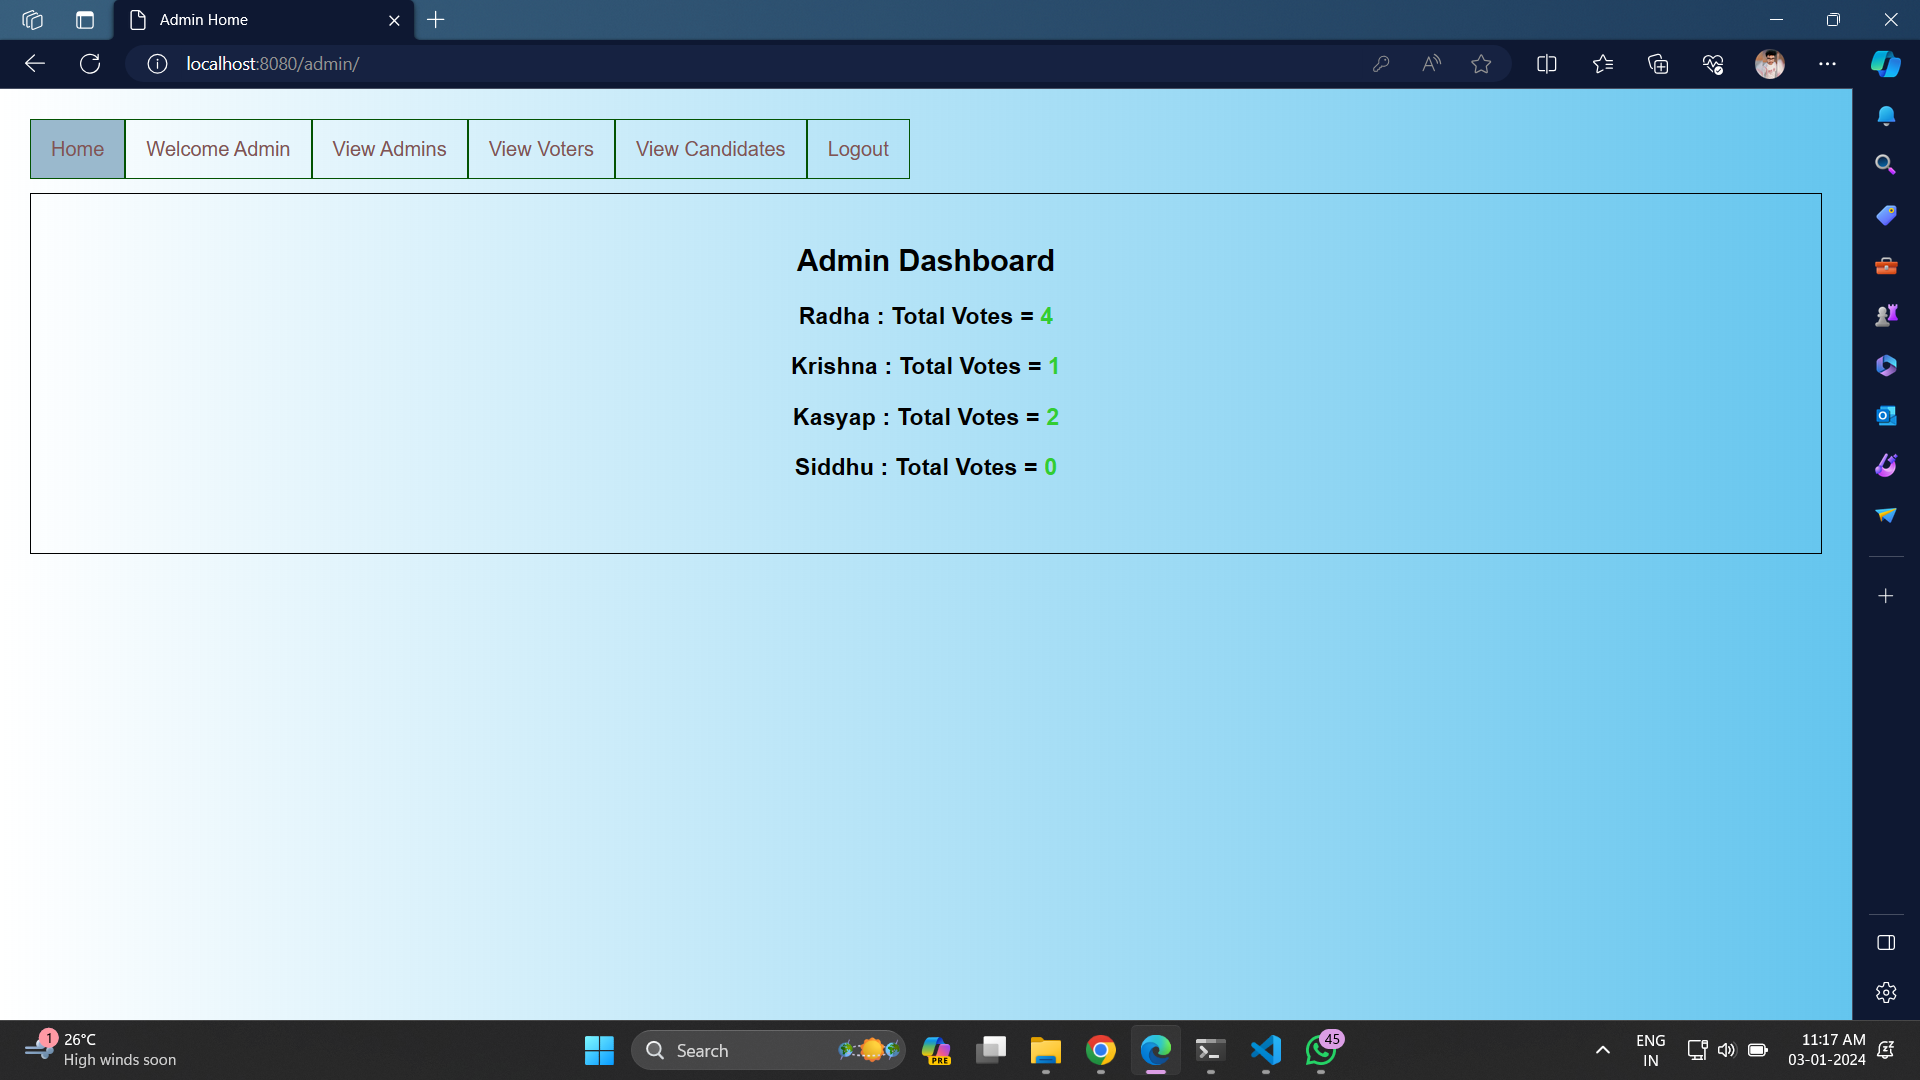 Admin Home
localhost:8080/admin/
Home Welcome Admin View Admins View Voters View Candidates Logout
Admin Dashboard
Radha : Total Votes = 4
Krishna : Total Votes = 1
Kasyap : Total Votes = 2
Siddhu : Total Votes = 0
1
26°C
High winds soon
Search
PRE
45
ENG
IN
11:17 AM
03-01-2024